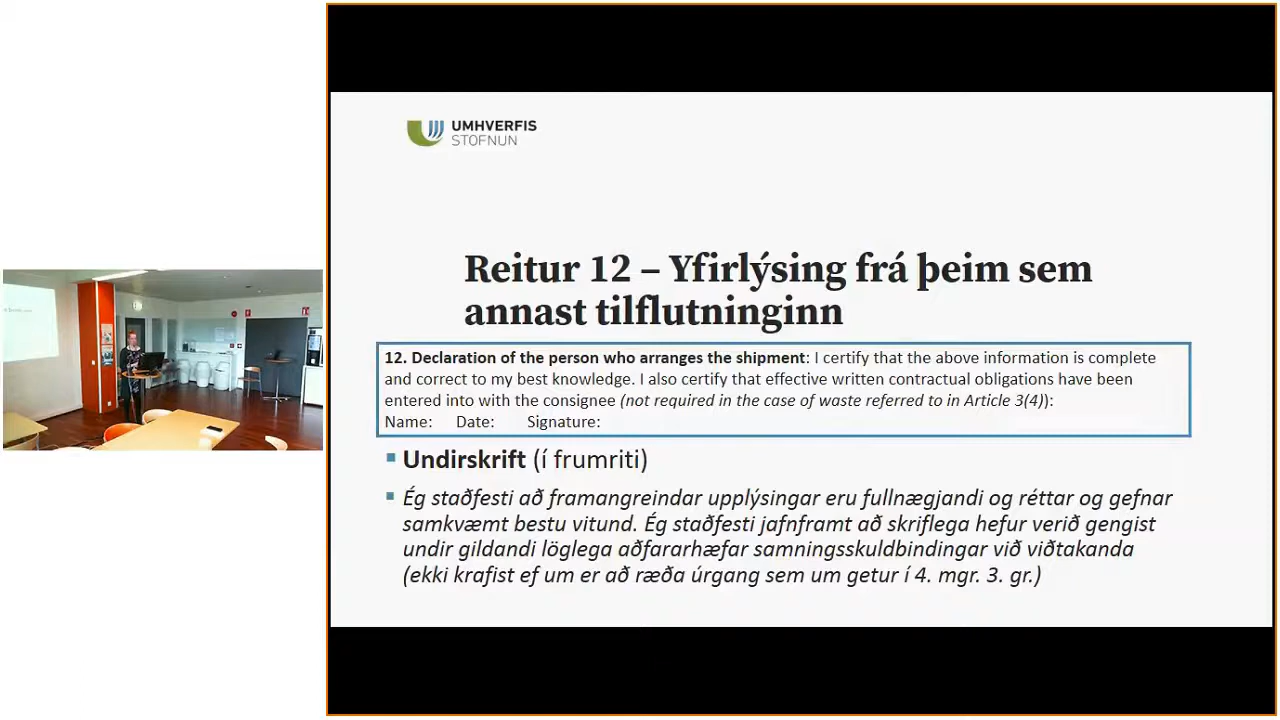 UMHVERFIS
STOFNUN
Reitur 12 – Yfirlýsing frá þeim sem
annast tilflutninginn
12. Declaration of the person who arranges the shipment: I certify that the above information is complete
and correct to my best knowledge. I also certify that effective written contractual obligations have been
entered into with the consignee (not required in the case of waste referred to in Article 3(4)):
Name: Date: Signature:
▪ Undirskrift (í frumriti)
▪ Ég staðfesti að framangreindar upplýsingar eru fullnægjandi og réttar og gefnar
samkvæmt bestu vitund. Ég staðfesti jafnframt að skriflega hefur verið gengist
undir gildandi löglega aðfararhæfar samningsskuldbindingar við viðtakanda
(ekki krafist ef um er að ræða úrgang sem um getur í 4. mgr. 3. gr.)